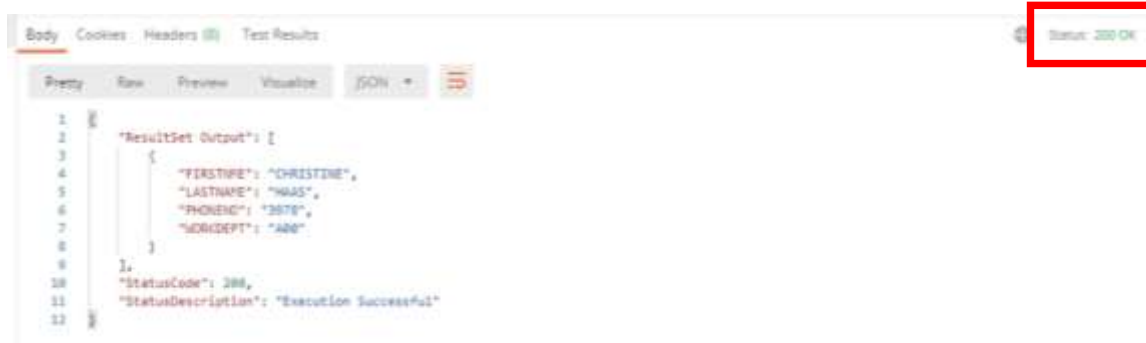 Body Cookies Headers (8) Test Results Status: 200 OK
Pretty Raw Preview Visualize JSON
1 {
2 "ResultSet Output": [
3 {
4 "FIRSTNME": "CHRISTINE",
5 "LASTNAME": "HAAS",
6 "PHONENO": "3978",
7 "WORKDEPT": "A00"
8 }
9 ],
10 "StatusCode": 200,
11 "StatusDescription": "Execution Successful"
12 }